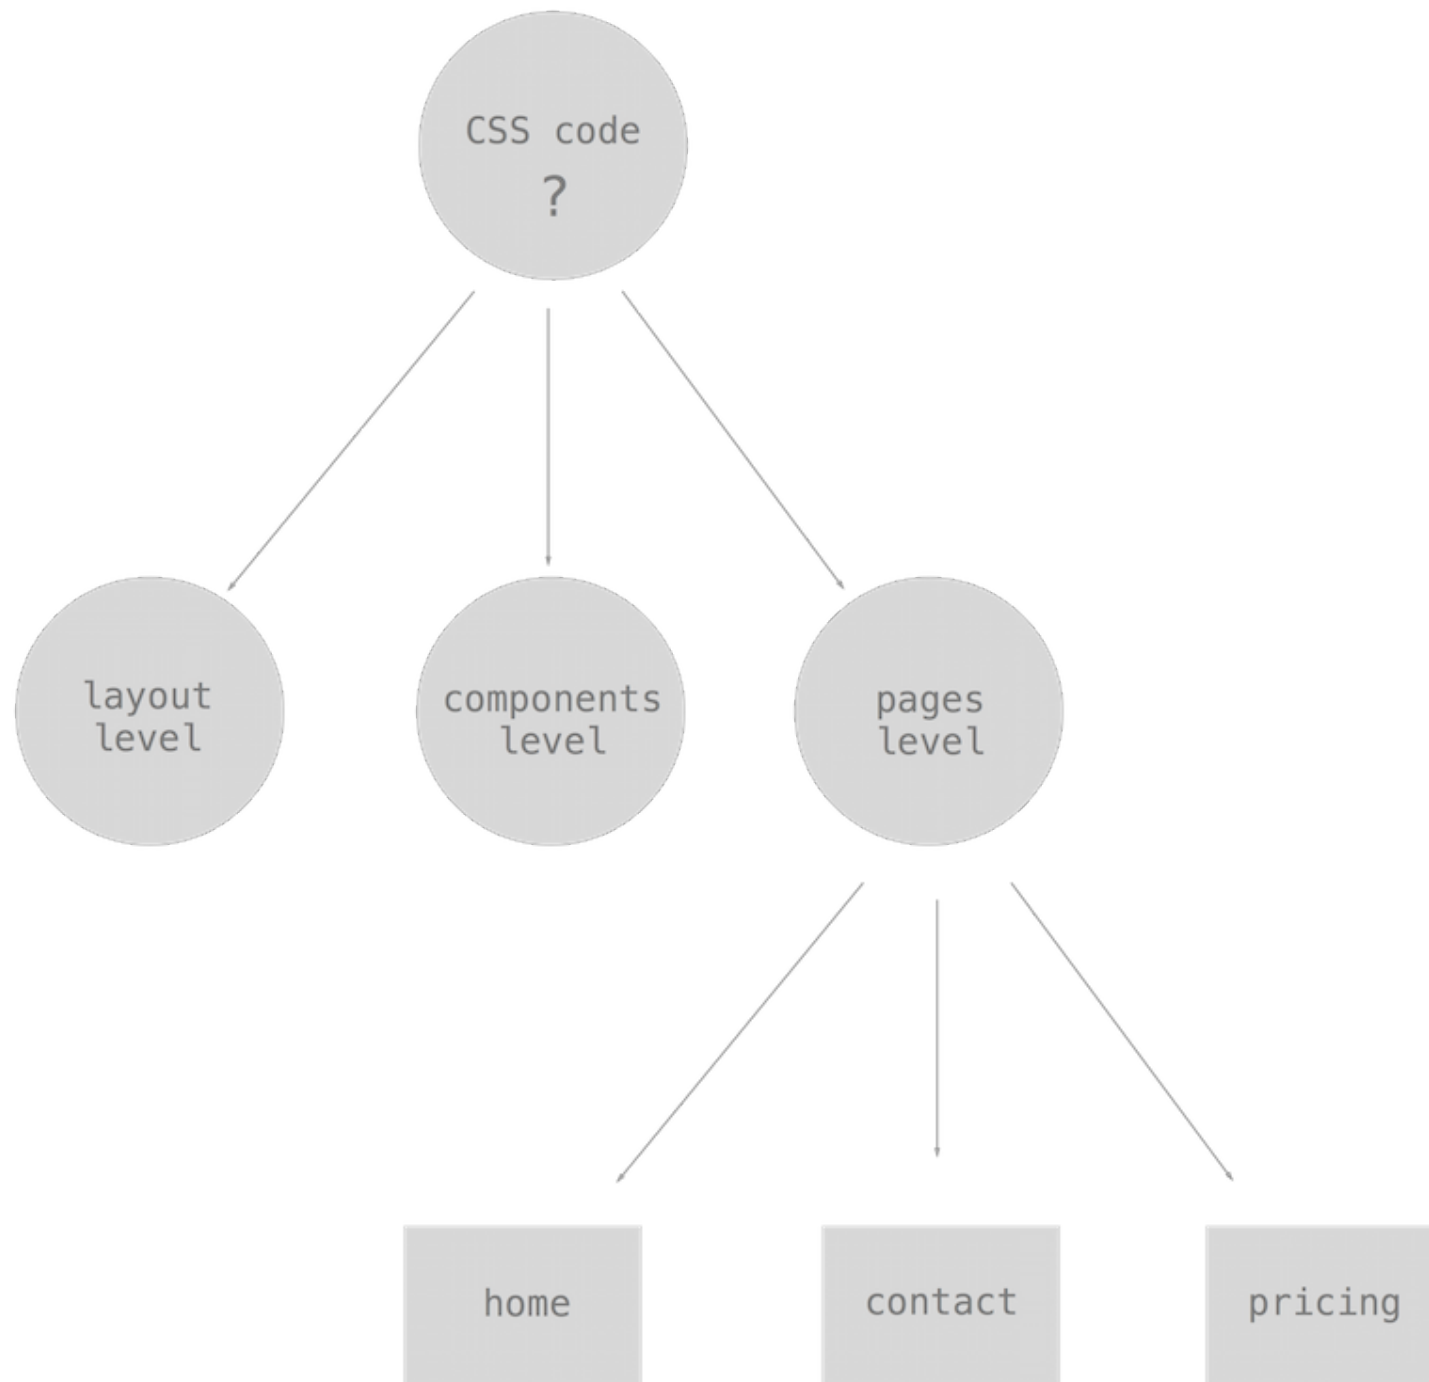 CSS code
?
layout
level
components
level
pages
level
home
contact
pricing